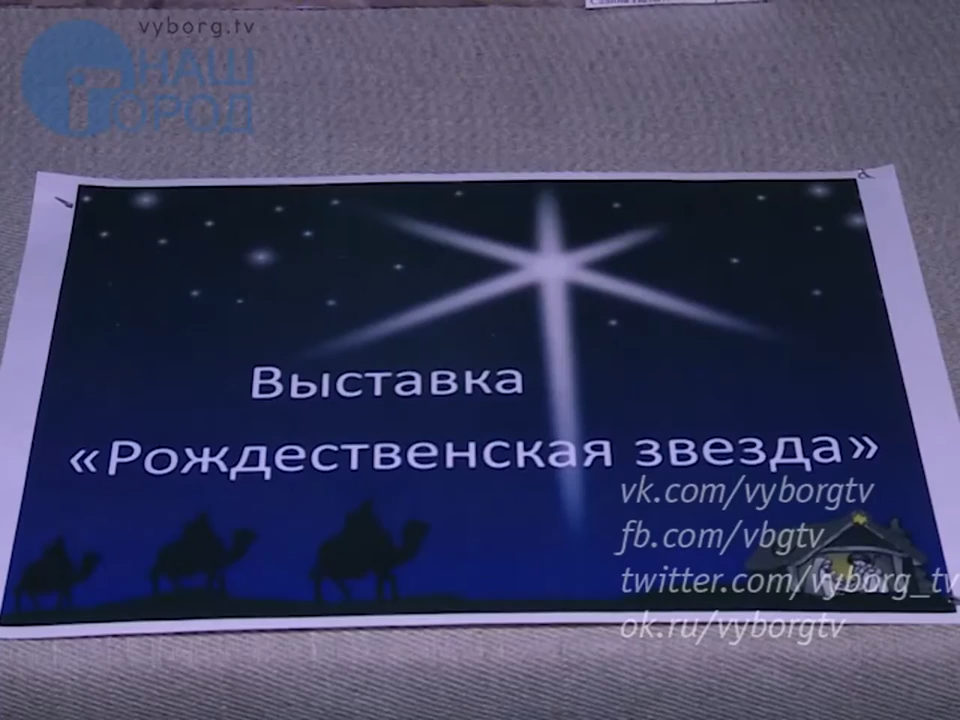 vyborg.tv
НАШ
ГОРОД
Выставка
«Рождественская звезда»
vk.com/vyborgtv
fb.com/vbgtv
twitter.com/vyborg_tv
ok.ru/vyborgtv